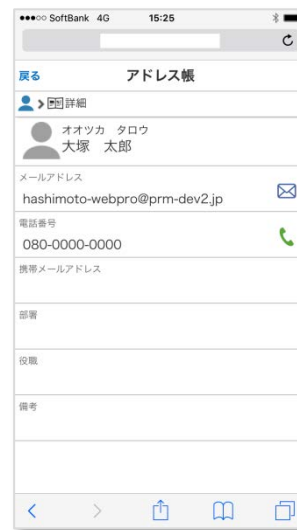 SoftBank 4G 15:25
戻る アドレス帳
詳細
オオツカ タロウ
大塚 太郎
メールアドレス
hashimoto-webpro@prm-dev2.jp
電話番号
080-0000-0000
携帯メールアドレス
部署
役職
備考